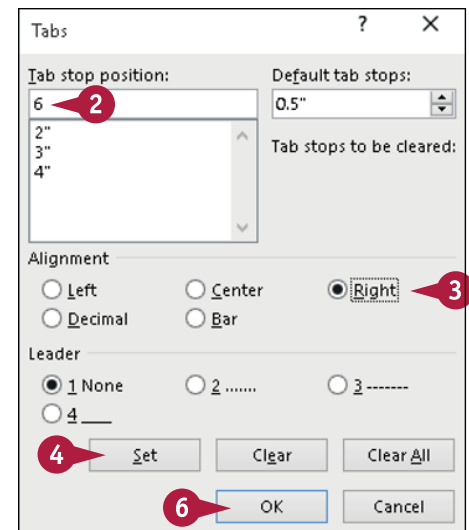 Tabs ? ×
Tab stop position: Default tab stops:
6 2 0.5"
2" Tab stops to be cleared:
3"
4"
Alignment
Left Center Right 3
Decimal Bar
Leader
1 None 2 ....... 3 -------
4 ___
4 Set Clear Clear All
6 OK Cancel